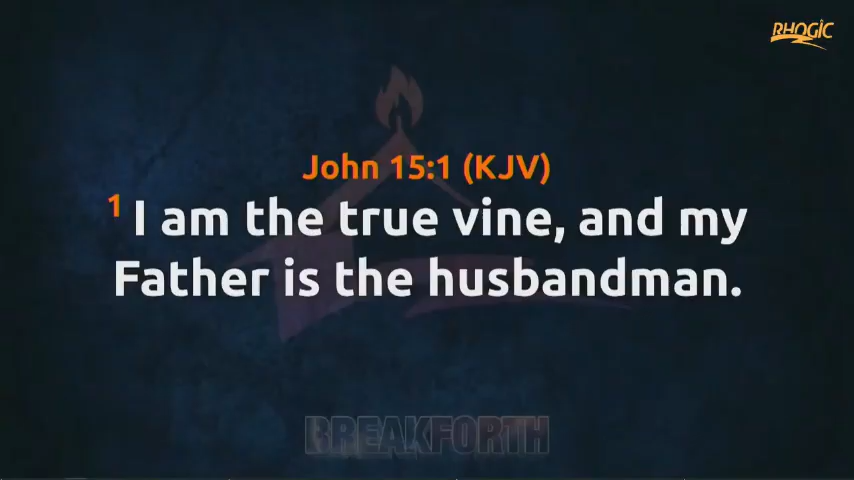 RHOGIC
John 15:1 (KJV)
1 I am the true vine, and my
Father is the husbandman.
BREAKFORTH